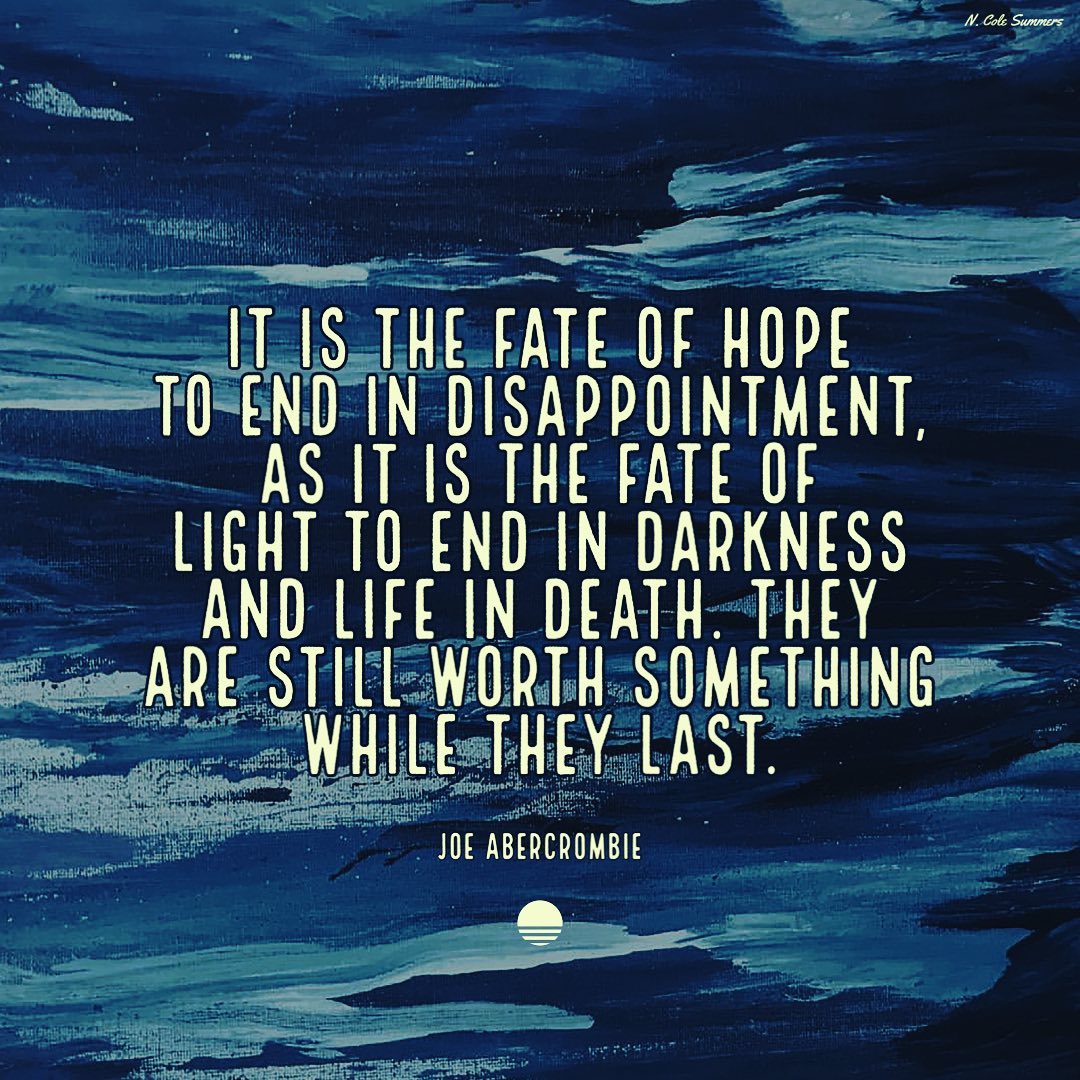 N. Cole Summers
IT IS THE FATE OF HOPE
TO END IN DISAPPOINTMENT,
AS IT IS THE FATE OF
LIGHT TO END IN DARKNESS
AND LIFE IN DEATH. THEY
ARE STILL WORTH SOMETHING
WHILE THEY LAST.
JOE ABERCROMBIE